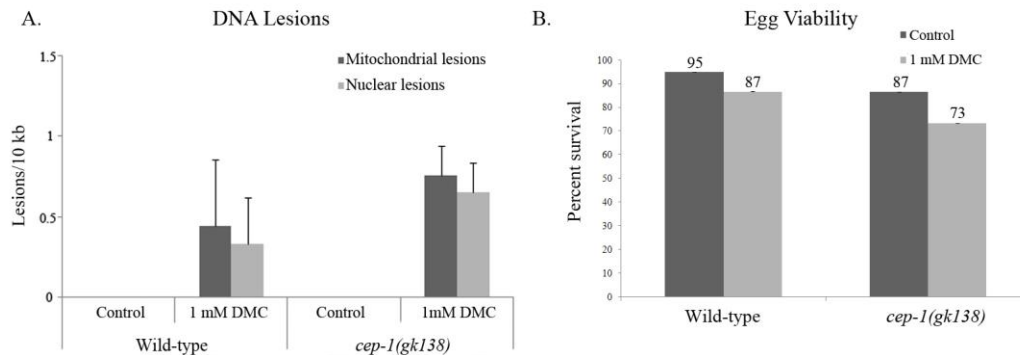 A. DNA Lesions
1.5
1
0.5
0
Lesions/10 kb
Mitochondrial lesions
Nuclear lesions
Control 1 mM DMC Control 1mM DMC
Wild-type cep-1(gk138)
B. Egg Viability
Control
1 mM DMC
100
90
80
70
60
50
40
30
20
10
0
Percent survival
95 87 87 73
Wild-type cep-1(gk138)